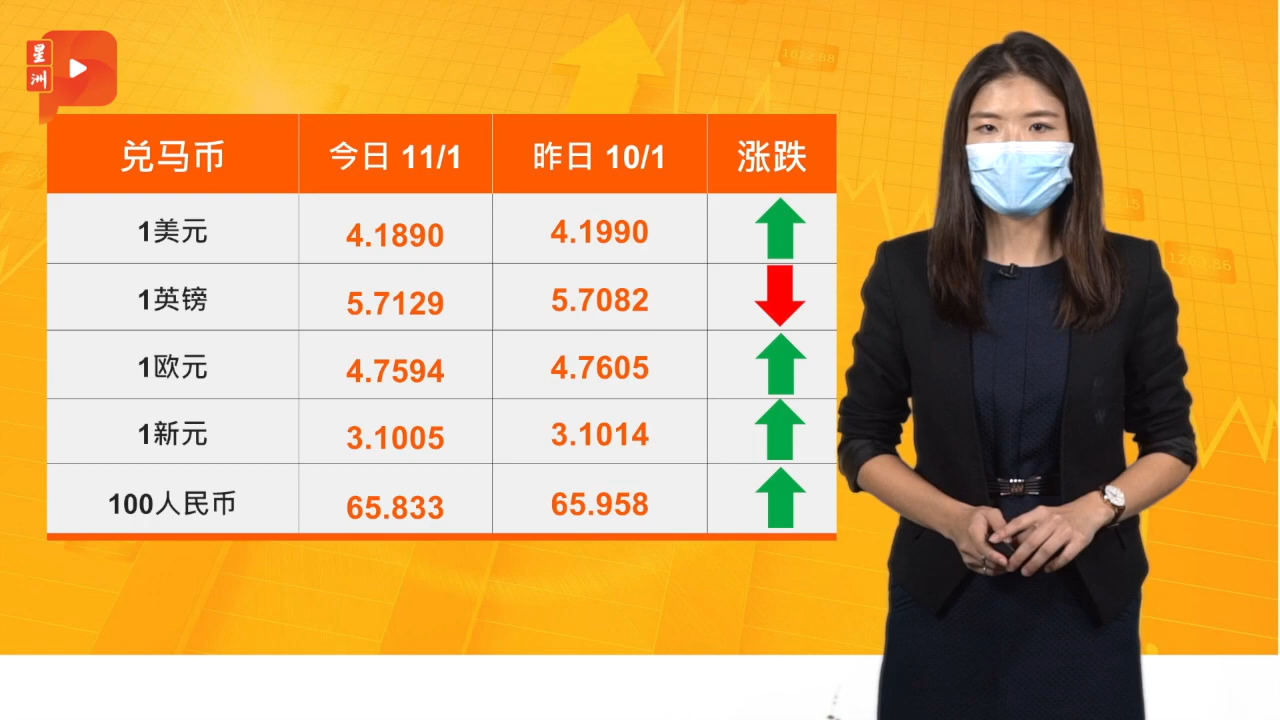 星洲
1622.88
兑马币 今日 11/1 昨日 10/1 涨跌
1美元 4.1890 4.1990
1英镑 5.7129 5.7082
1欧元 4.7594 4.7605
1新元 3.1005 3.1014
100人民币 65.833 65.958